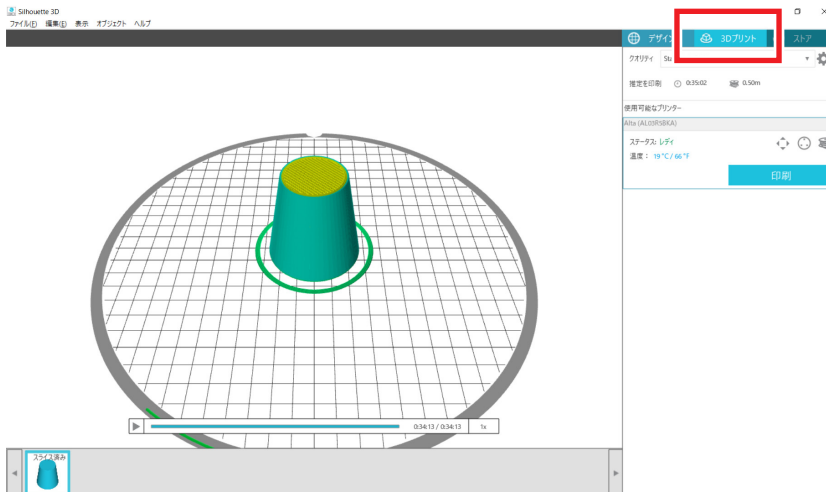 Silhouette 3D
ファイル(F) 編集(E) 表示 オブジェクト ヘルプ
デザイン 3Dプリント ストア
クオリティ
推定を印刷 0:35:02 0.50m
使用可能なプリンター
Alta (AL03R5BKA)
ステータス: レディ
温度： 19 °C / 66 °F
印刷
0:34:13 / 0:34:13 1x
スライス済み